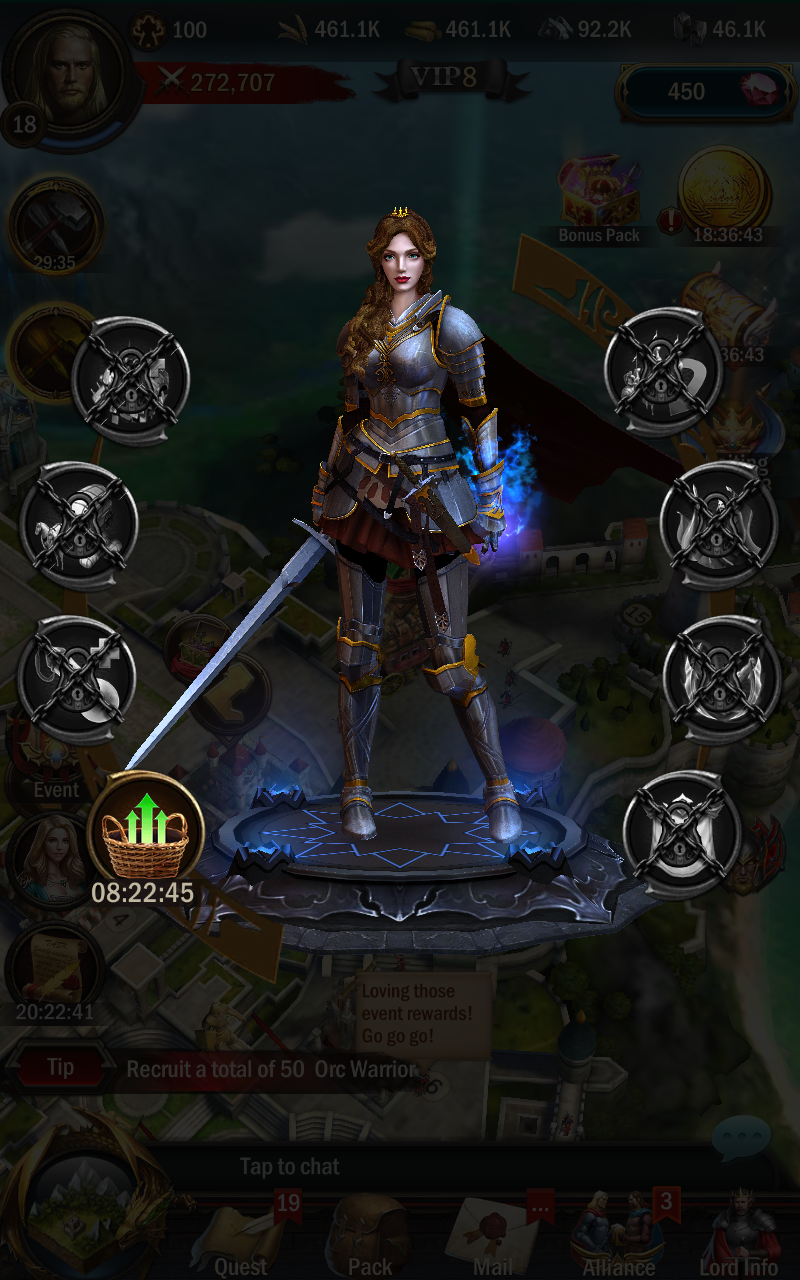 100
461.1K
461.1K
92.2K
46.1K
272,707
VIP8
450
18
29:35
Bonus Pack
18:36:43
36:43
15
Event
08:22:45
4
20:22:41
Loving those
event rewards!
Go go go!
Tip
Recruit a total of 50 Orc Warrior
Tap to chat
19
...
3
Quest
Pack
Mail
Alliance
Lord Info